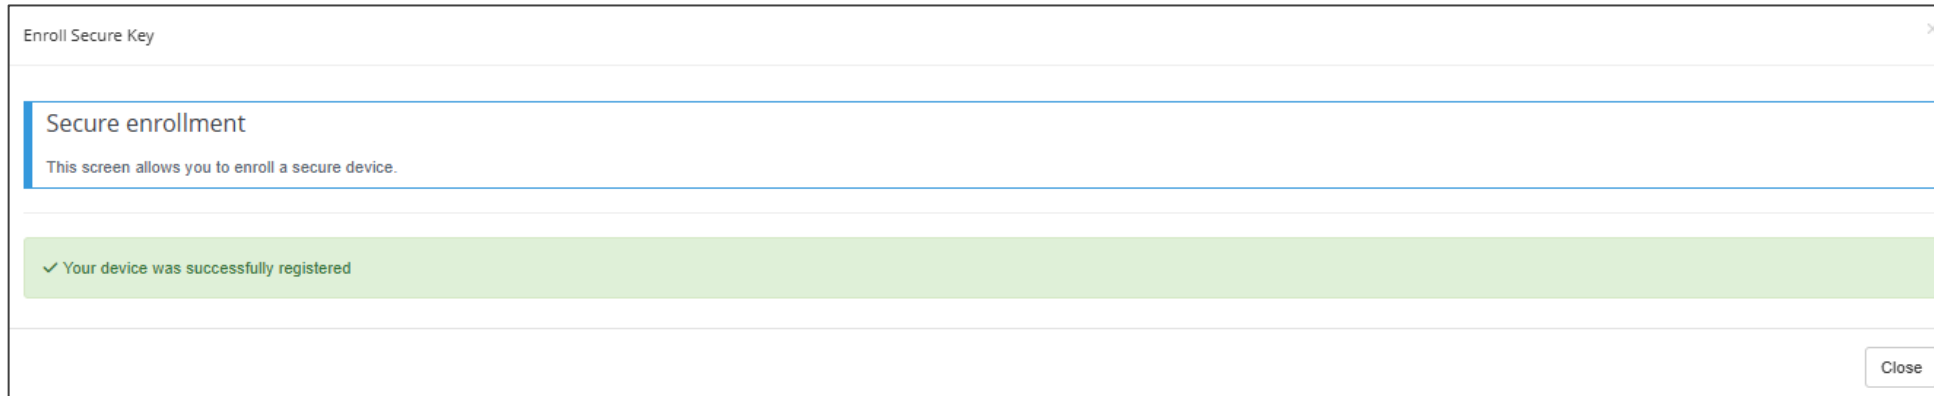 Enroll Secure Key
Secure enrollment
This screen allows you to enroll a secure device.
Your device was successfully registered
Close